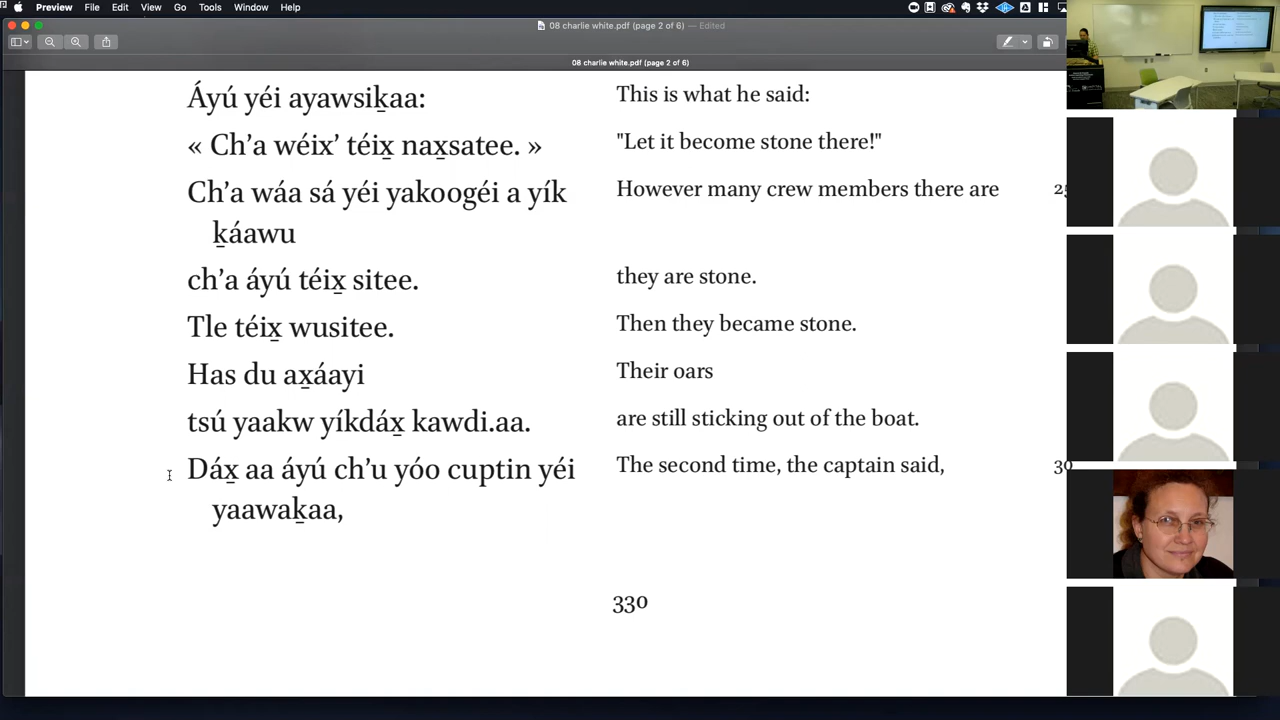 Preview File Edit View Go Tools Window Help
08 charlie white.pdf (page 2 of 6) — Edited
08 charlie white.pdf (page 2 of 6)
Áyú yéi ayawsiḵaa: This is what he said:
« Ch’a wéix’ téix̱ nax̱satee. » "Let it become stone there!"
Ch’a wáa sá yéi yakoogéi a yík However many crew members there are
ḵáawu
ch’a áyú téix̱ sitee. they are stone.
Tle téix̱ wusitee. Then they became stone.
Has du ax̱áayi Their oars
tsú yaakw yíkdáx̱ kawdi.aa. are still sticking out of the boat.
Dáx̱ aa áyú ch’u yóo cuptin yéi The second time, the captain said, 30
yaawaḵaa,
330